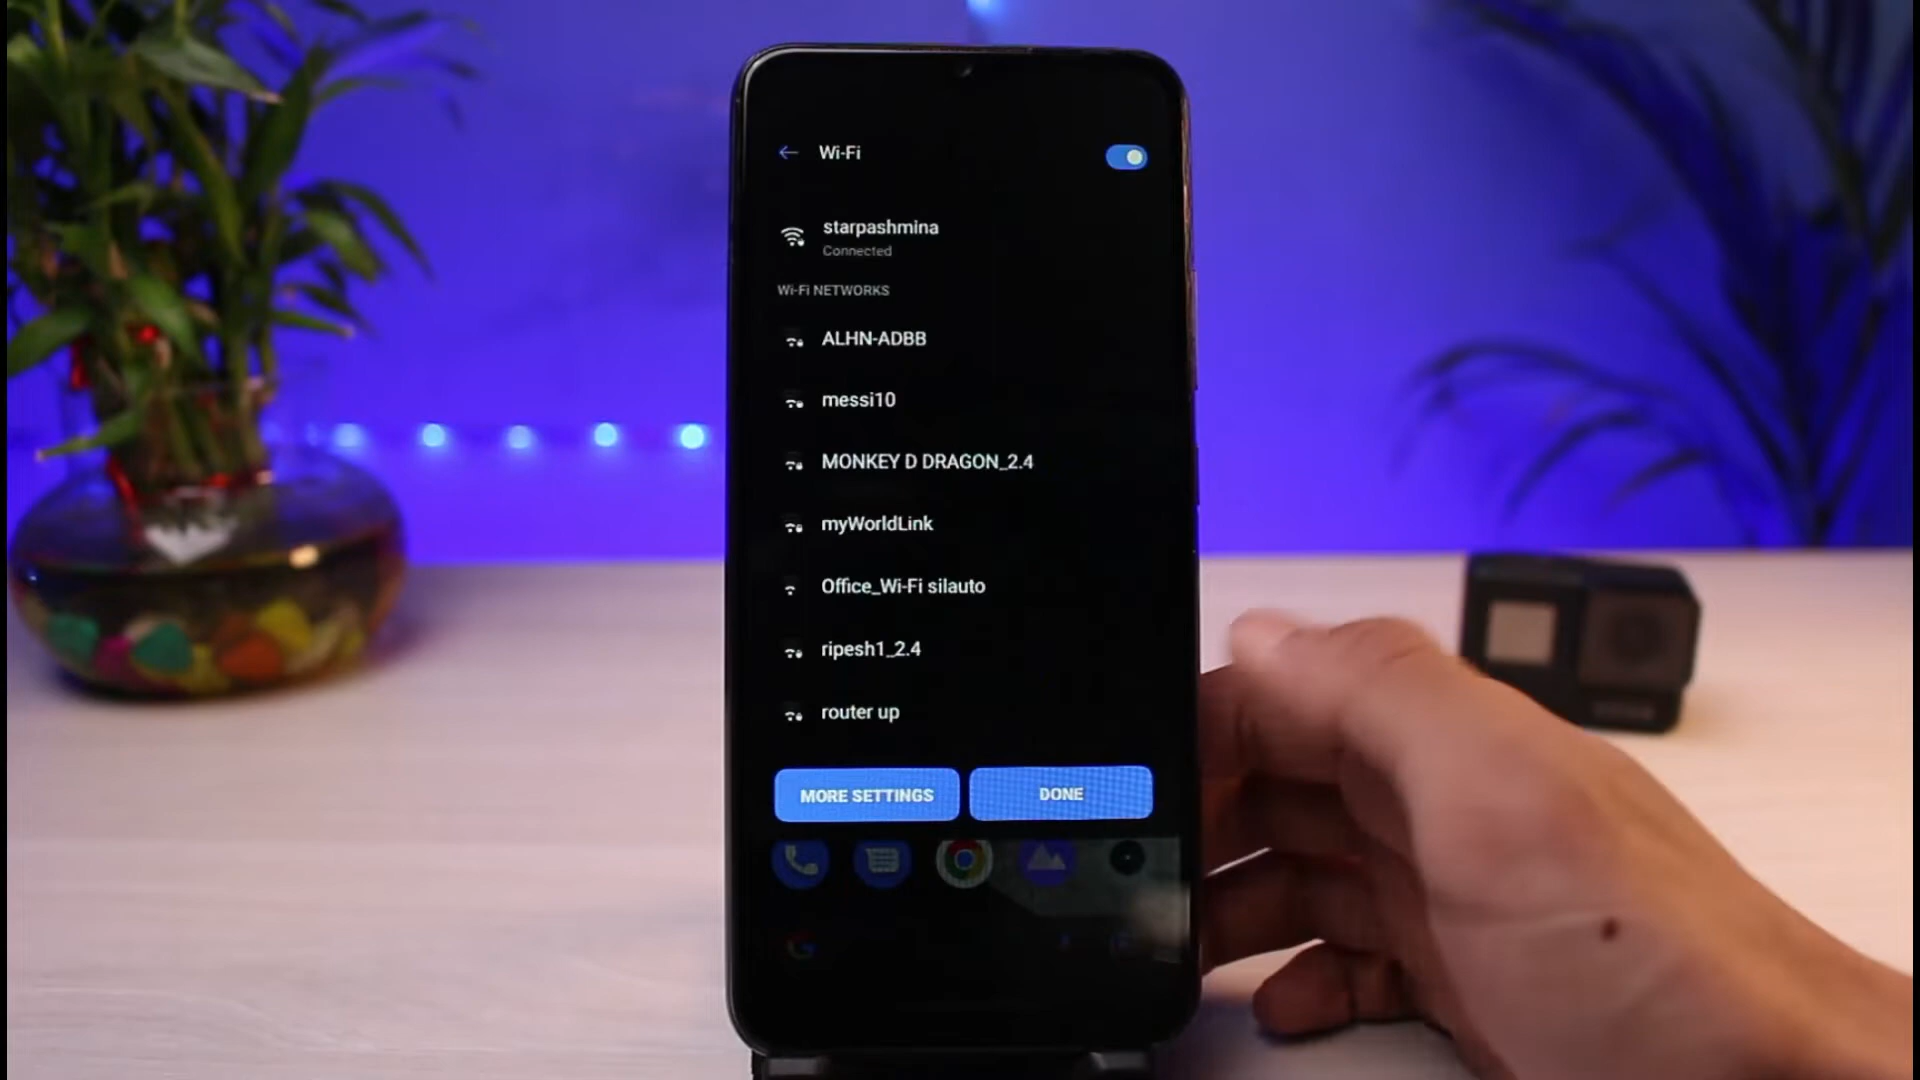 Wi-Fi
starpashmina
Connected
Wi-Fi NETWORKS
ALHN-ADBB
messi10
MONKEY D DRAGON_2.4
myWorldLink
Office_Wi-Fi silauto
ripesh1_2.4
router up
MORE SETTINGS
DONE